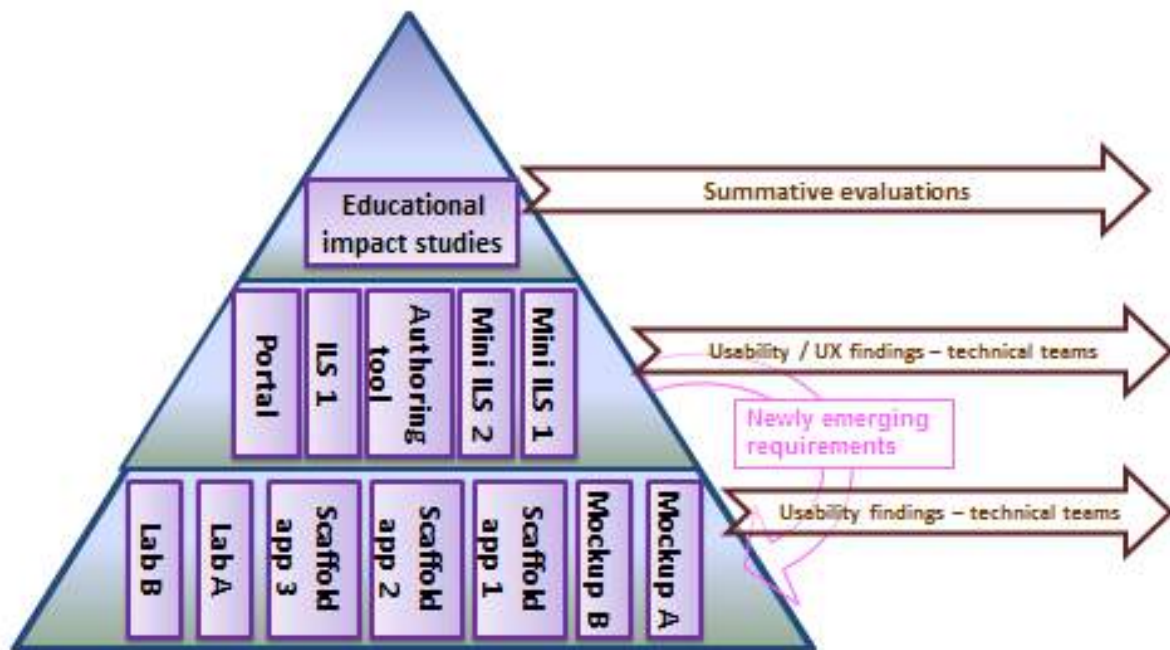 Educational
impact studies
Summative evaluations
Portal
ILS 1
Authoring
tool
Mini ILS 2
Mini ILS 1
Usability / UX findings – technical teams
Newly emerging
requirements
Lab B
Lab A
Scaffold
app 3
Scaffold
app 2
Scaffold
app 1
Mockup B
Mockup A
Usability findings – technical teams